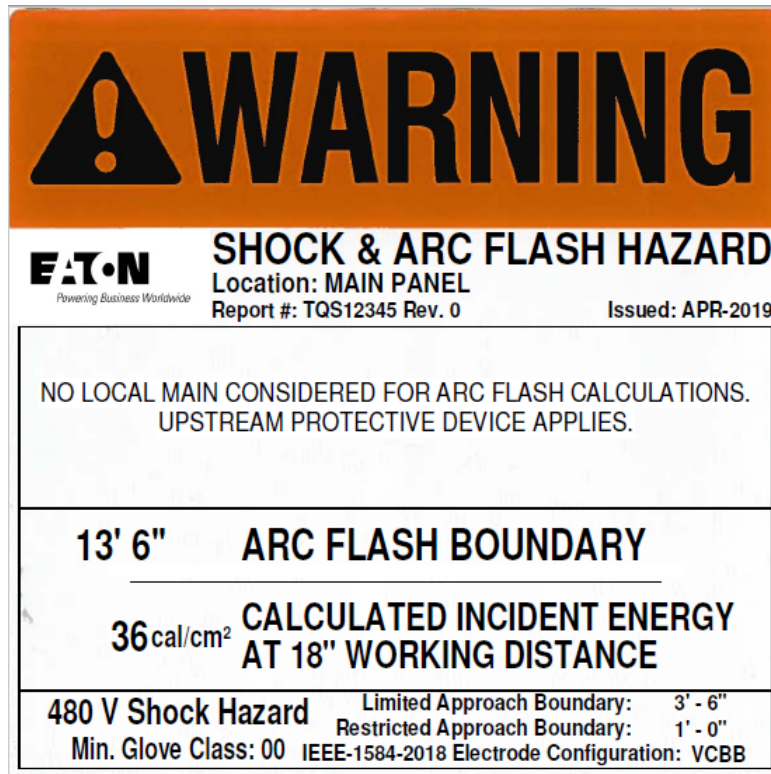 WARNING
EATON
Powering Business Worldwide
SHOCK & ARC FLASH HAZARD
Location: MAIN PANEL
Report #: TQS12345 Rev. 0 Issued: APR-2019
NO LOCAL MAIN CONSIDERED FOR ARC FLASH CALCULATIONS.
UPSTREAM PROTECTIVE DEVICE APPLIES.
13' 6" ARC FLASH BOUNDARY
36 cal/cm² CALCULATED INCIDENT ENERGY
AT 18" WORKING DISTANCE
480 V Shock Hazard
Min. Glove Class: 00
Limited Approach Boundary: 3' - 6"
Restricted Approach Boundary: 1' - 0"
IEEE-1584-2018 Electrode Configuration: VCBB